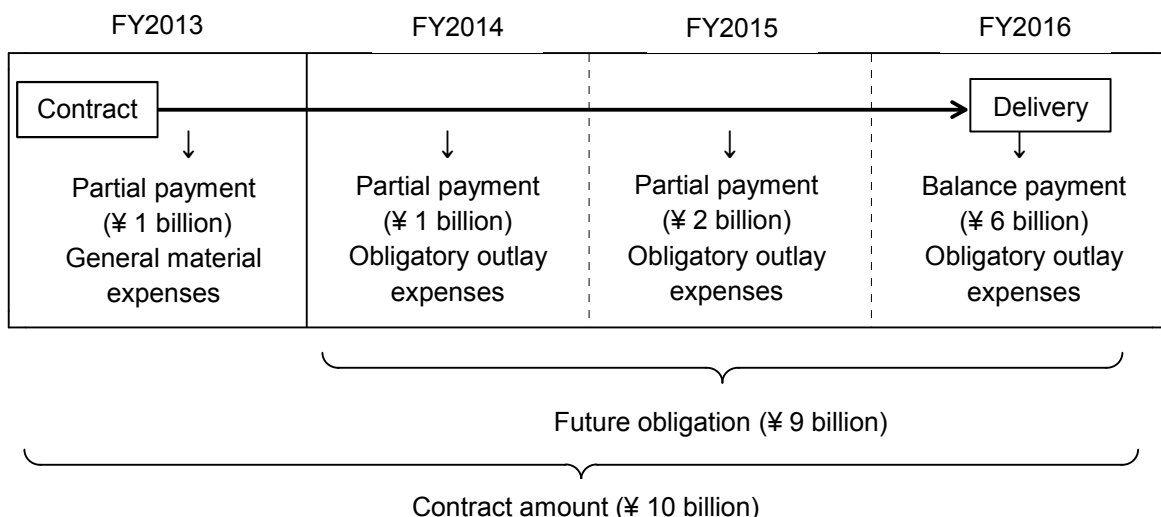 FY2013
FY2014
FY2015
FY2016
Contract
Delivery
↓
↓
↓
↓
Partial payment
(¥ 1 billion)
General material
expenses
Partial payment
(¥ 1 billion)
Obligatory outlay
expenses
Partial payment
(¥ 2 billion)
Obligatory outlay
expenses
Balance payment
(¥ 6 billion)
Obligatory outlay
expenses
Future obligation (¥ 9 billion)
Contract amount (¥ 10 billion)